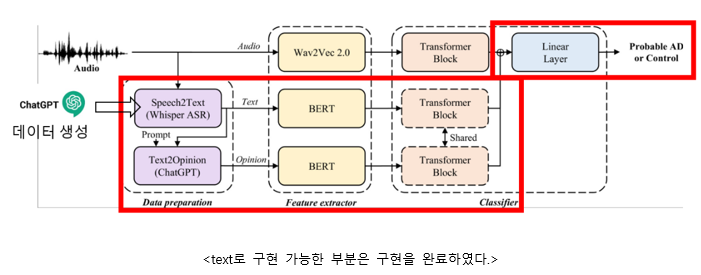 Audio
Audio
Wav2Vec 2.0
Transformer
Block
Linear
Layer
Probable AD
or Control
ChatGPT
데이터 생성
Speech2Text
(Whisper ASR)
Text
BERT
Transformer
Block
Prompt
Shared
Text2Opinion
(ChatGPT)
Opinion
BERT
Transformer
Block
Data preparation
Feature extractor
Classifier
<text로 구현 가능한 부분은 구현을 완료하였다.>